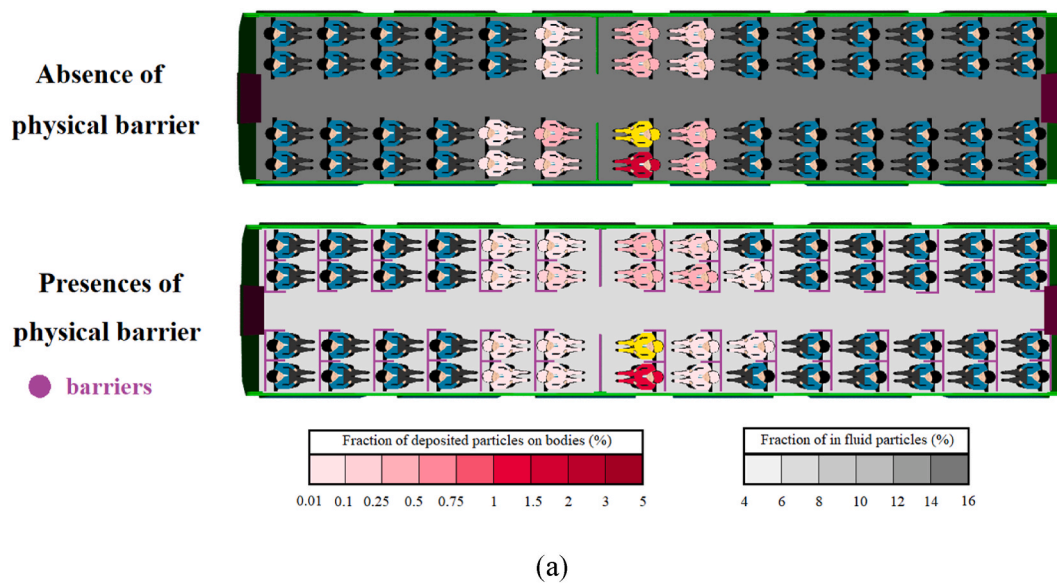 Absence of
physical barrier
Presences of
physical barrier
barriers
Fraction of deposited particles on bodies (%)
0.01 0.1 0.25 0.5 0.75 1 1.5 2 3 5
Fraction of in fluid particles (%)
4 6 8 10 12 14 16
(a)